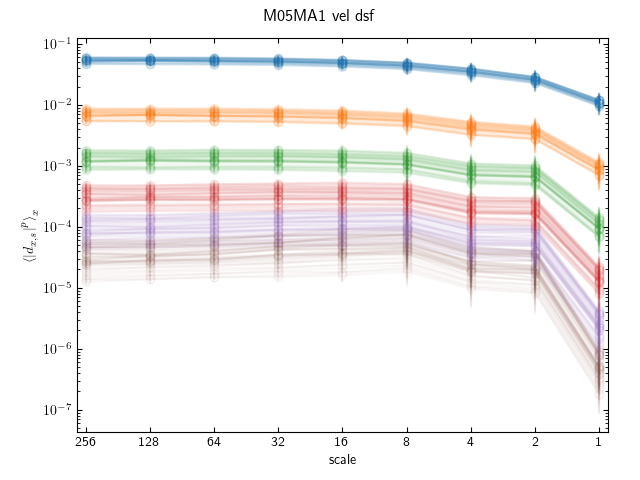 M05MA1 vel dsf
10⁻¹
10⁻²
10⁻³
10⁻⁴
10⁻⁵
10⁻⁶
10⁻⁷
⟨|d_{x,s}|^p⟩_x
256 128 64 32 16 8 4 2 1
scale